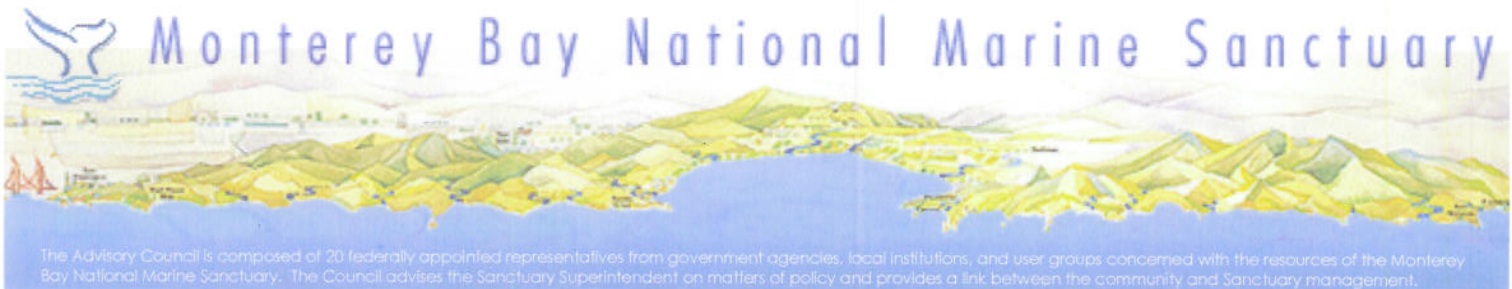 Monterey Bay National Marine Sanctuary
The Advisory Council is composed of 20 federally appointed representatives from government agencies, local institutions, and user groups concerned with the resources of the Monterey
Bay National Marine Sanctuary. The Council advises the Sanctuary Superintendent on matters of policy and provides a link between the community and Sanctuary management.